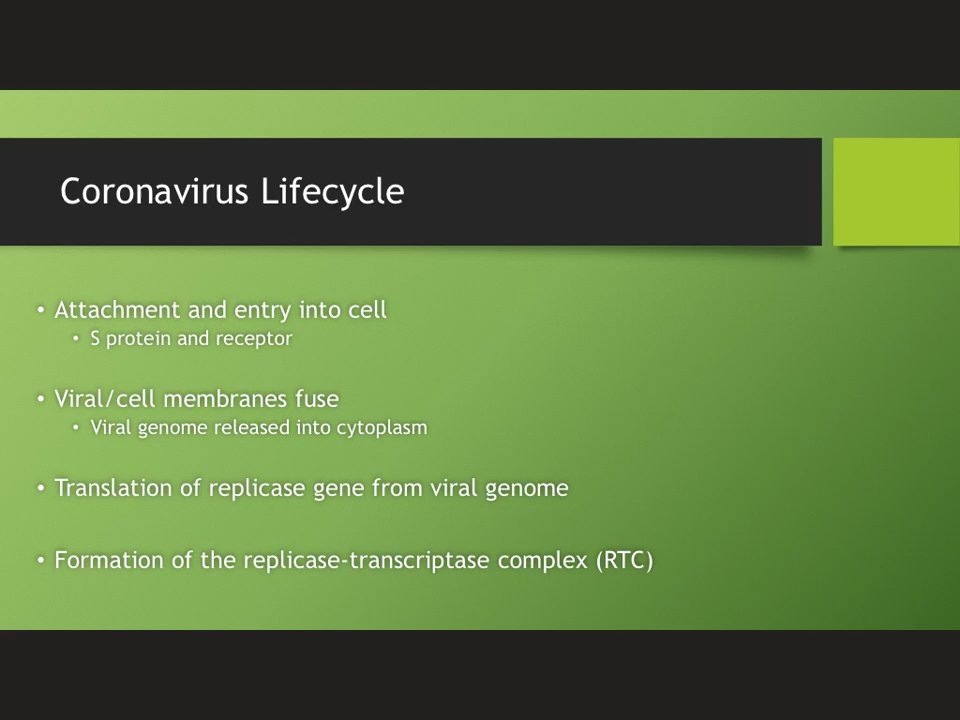 Coronavirus Lifecycle
• Attachment and entry into cell
• S protein and receptor
• Viral/cell membranes fuse
• Viral genome released into cytoplasm
• Translation of replicase gene from viral genome
• Formation of the replicase-transcriptase complex (RTC)